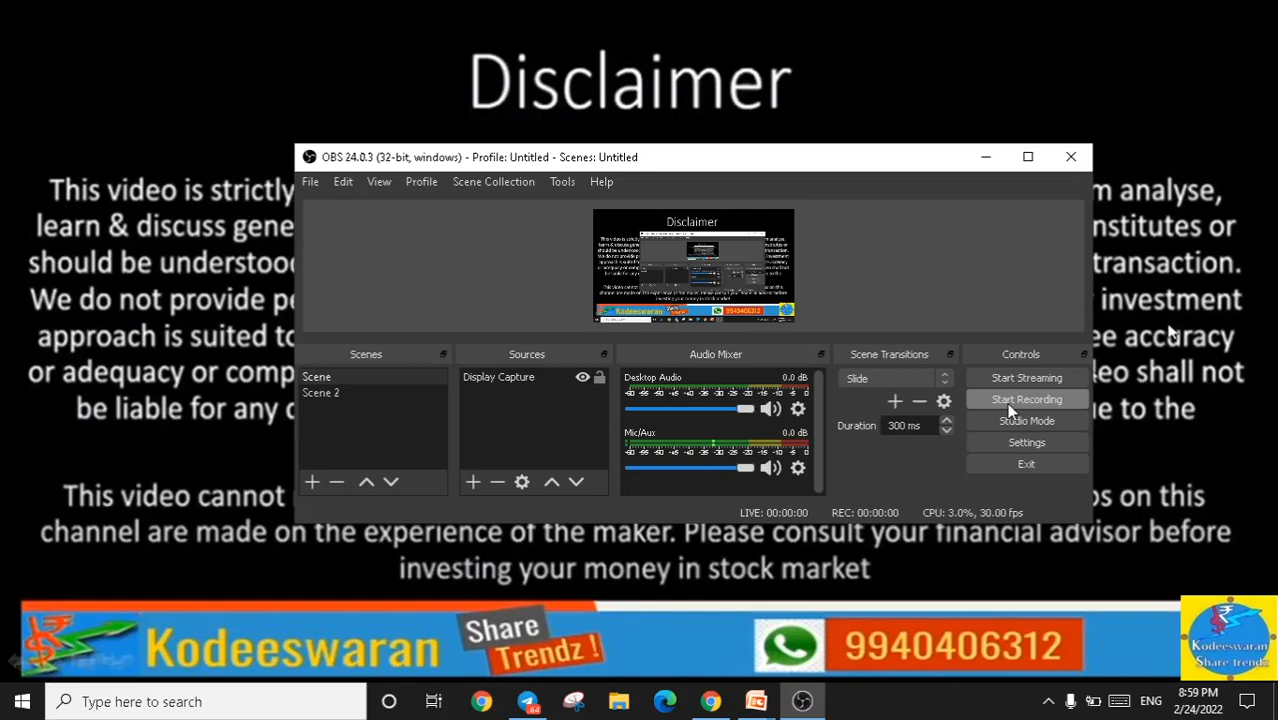 Disclaimer
OBS 24.0.3 (32-bit, windows) - Profile: Untitled - Scenes: Untitled
File Edit View Profile Scene Collection Tools Help
This video is strictly
m analyse,
learn & discuss gene
nstitutes or
should be understoo
transaction.
We do not provide pe
investment
approach is suited to
ee accuracy
or adequacy or comp
eo shall not
be liable for any
ue to the
Disclaimer
Scenes
Scene
Scene 2
Sources
Display Capture
Audio Mixer
Desktop Audio 0.0 dB
Mic/Aux 0.0 dB
Scene Transitions
Slide
Duration 300 ms
Controls
Start Streaming
Start Recording
Studio Mode
Settings
Exit
LIVE: 00:00:00 REC: 00:00:00 CPU: 3.0%, 30.00 fps
This video cannot
os on this
channel are made on the experience of the maker. Please consult your financial advisor before
investing your money in stock market
Kodeeswaran Share Trendz ! 9940406312
Kodeeswaran
Share trendz
Type here to search
64
ENG
8:59 PM
2/24/2022